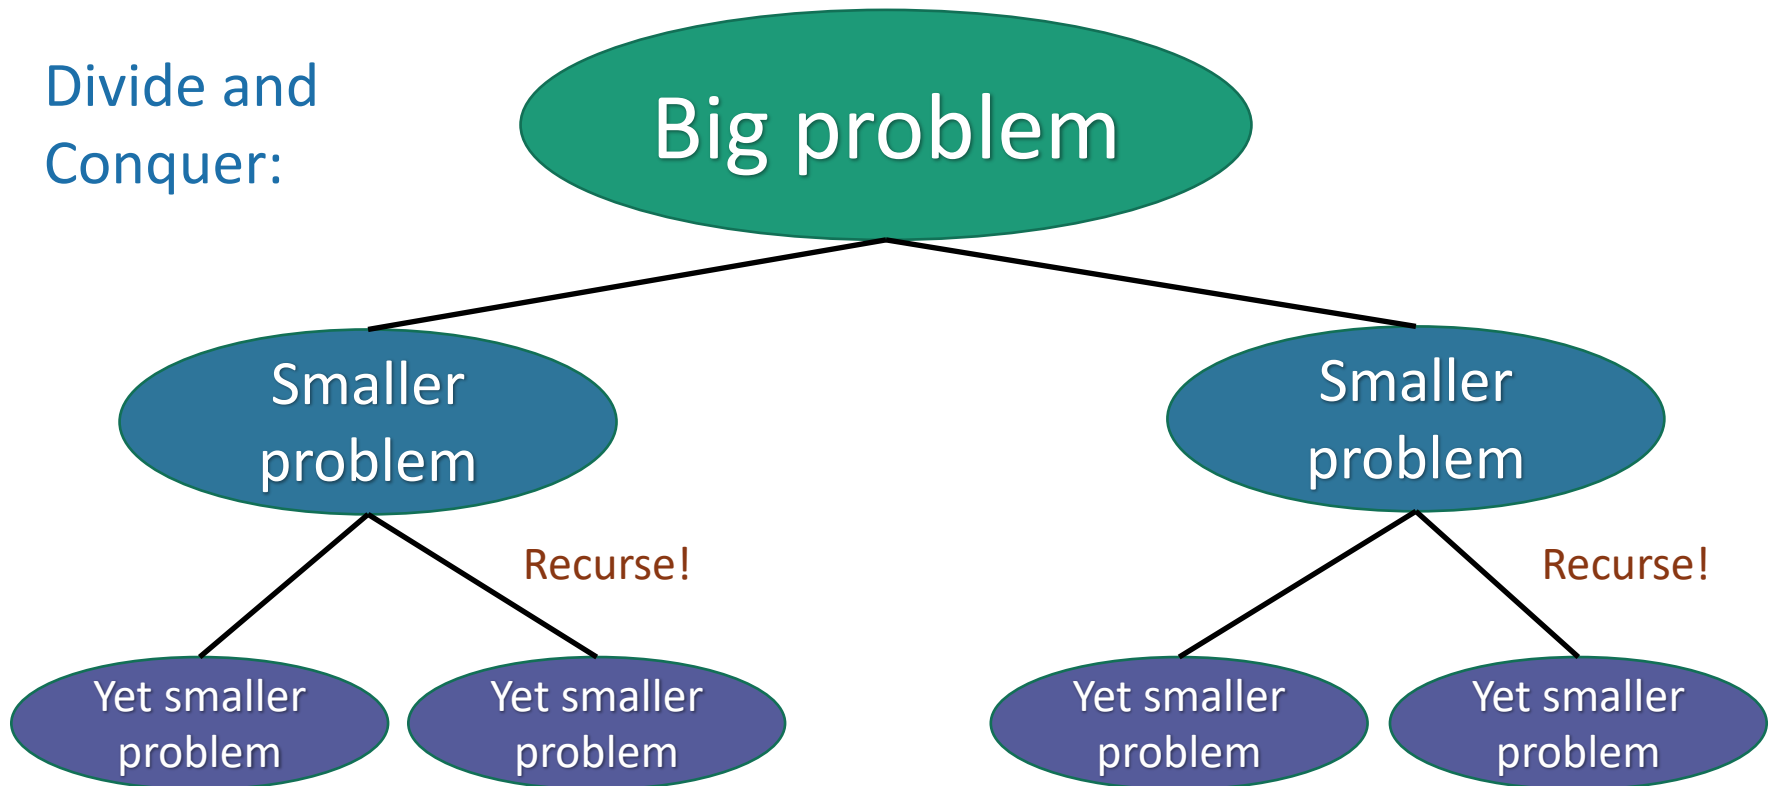 Divide and
Conquer:
Big problem
Smaller
problem
Smaller
problem
Recurse!
Recurse!
Yet smaller
problem
Yet smaller
problem
Yet smaller
problem
Yet smaller
problem